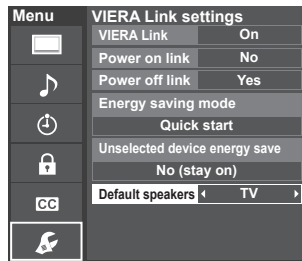 Menu
VIERA Link settings
VIERA Link On
Power on link No
Power off link Yes
Energy saving mode
Quick start
Unselected device energy save
No (stay on)
CC
Default speakers TV